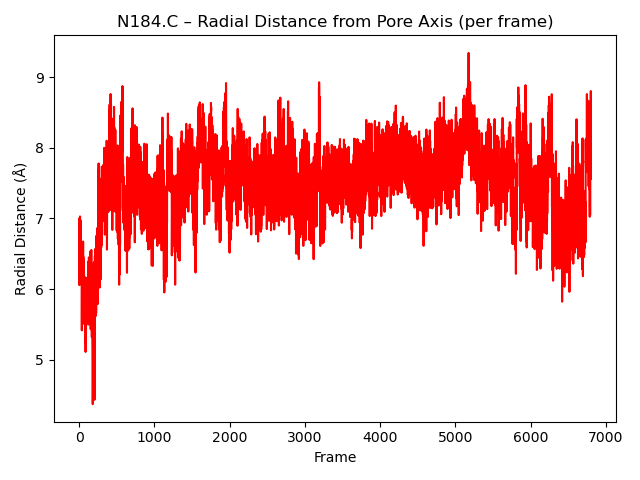 N184.C – Radial Distance from Pore Axis (per frame)
9
8
7
6
5
Radial Distance (Å)
0 1000 2000 3000 4000 5000 6000 7000
Frame